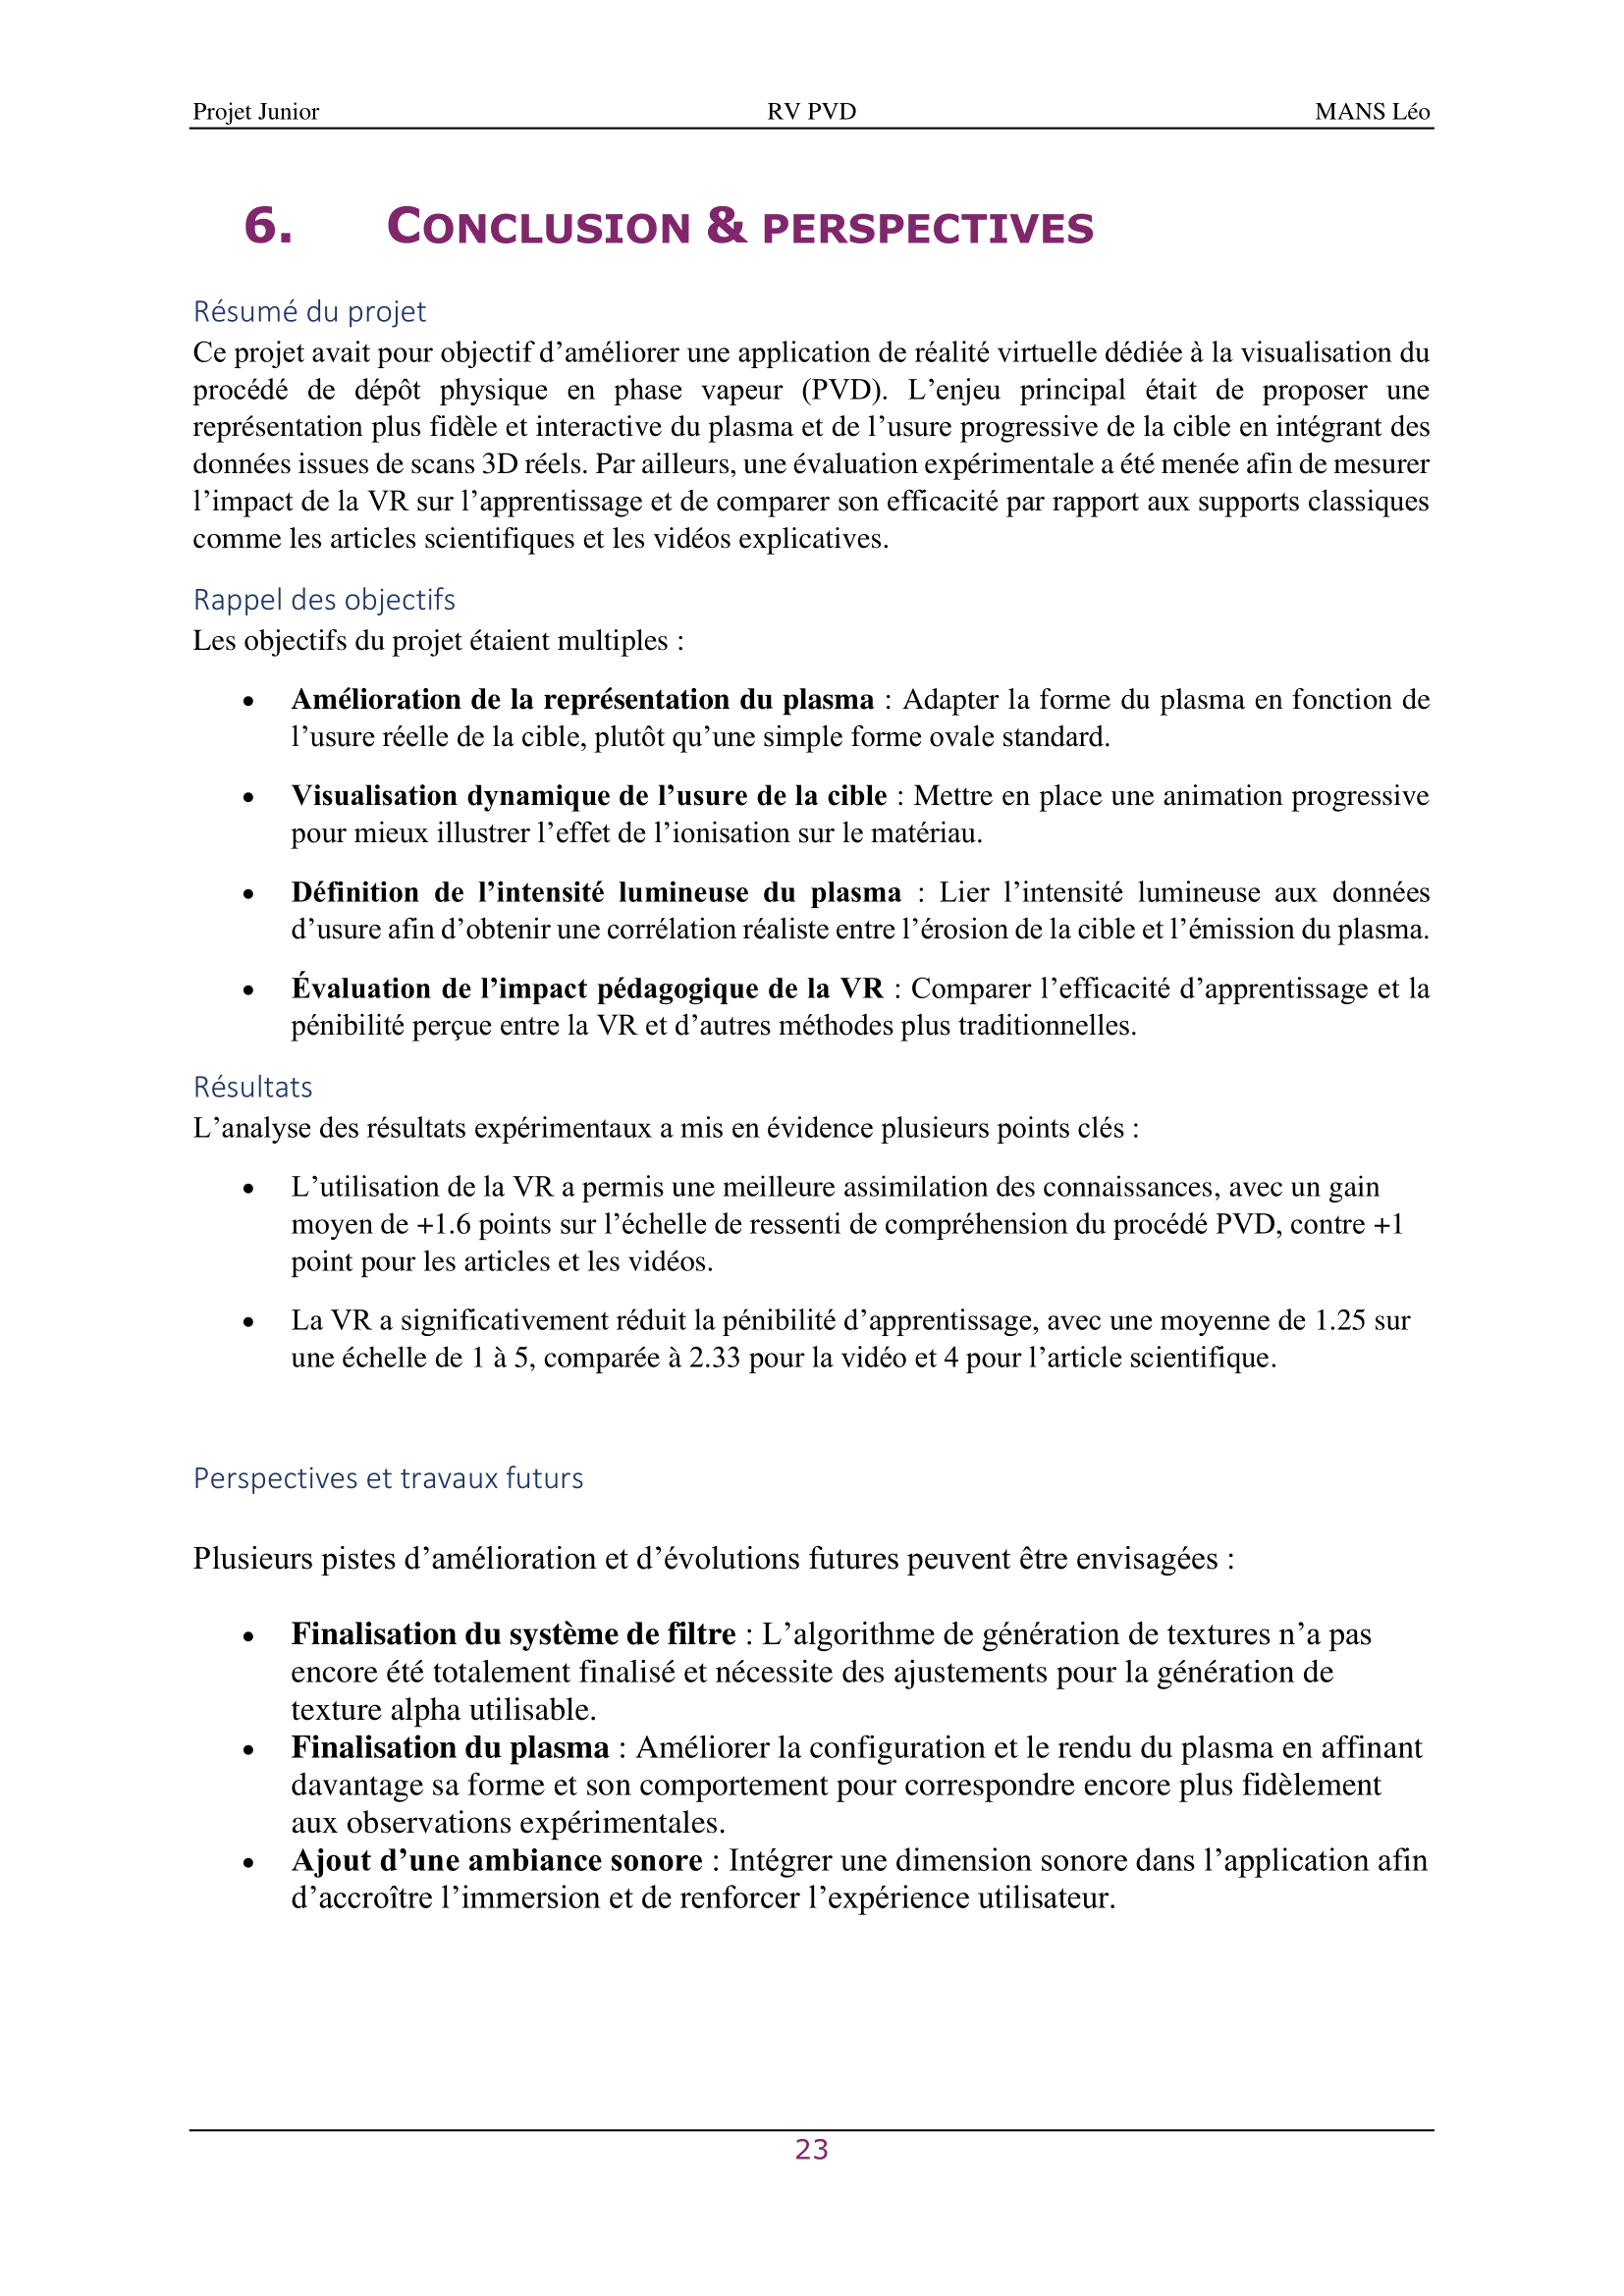 Projet Junior RV PVD MANS Léo
6. CONCLUSION & PERSPECTIVES
Résumé du projet
Ce projet avait pour objectif d’améliorer une application de réalité virtuelle dédiée à la visualisation du
procédé de dépôt physique en phase vapeur (PVD). L’enjeu principal était de proposer une
représentation plus fidèle et interactive du plasma et de l’usure progressive de la cible en intégrant des
données issues de scans 3D réels. Par ailleurs, une évaluation expérimentale a été menée afin de mesurer
l’impact de la VR sur l’apprentissage et de comparer son efficacité par rapport aux supports classiques
comme les articles scientifiques et les vidéos explicatives.
Rappel des objectifs
Les objectifs du projet étaient multiples :
• Amélioration de la représentation du plasma : Adapter la forme du plasma en fonction de
l’usure réelle de la cible, plutôt qu’une simple forme ovale standard.
• Visualisation dynamique de l’usure de la cible : Mettre en place une animation progressive
pour mieux illustrer l’effet de l’ionisation sur le matériau.
• Définition de l’intensité lumineuse du plasma : Lier l’intensité lumineuse aux données
d’usure afin d’obtenir une corrélation réaliste entre l’érosion de la cible et l’émission du plasma.
• Évaluation de l’impact pédagogique de la VR : Comparer l’efficacité d’apprentissage et la
pénibilité perçue entre la VR et d’autres méthodes plus traditionnelles.
Résultats
L’analyse des résultats expérimentaux a mis en évidence plusieurs points clés :
• L’utilisation de la VR a permis une meilleure assimilation des connaissances, avec un gain
moyen de +1.6 points sur l’échelle de ressenti de compréhension du procédé PVD, contre +1
point pour les articles et les vidéos.
• La VR a significativement réduit la pénibilité d’apprentissage, avec une moyenne de 1.25 sur
une échelle de 1 à 5, comparée à 2.33 pour la vidéo et 4 pour l’article scientifique.
Perspectives et travaux futurs
Plusieurs pistes d’amélioration et d’évolutions futures peuvent être envisagées :
• Finalisation du système de filtre : L’algorithme de génération de textures n’a pas
encore été totalement finalisé et nécessite des ajustements pour la génération de
texture alpha utilisable.
• Finalisation du plasma : Améliorer la configuration et le rendu du plasma en affinant
davantage sa forme et son comportement pour correspondre encore plus fidèlement
aux observations expérimentales.
• Ajout d’une ambiance sonore : Intégrer une dimension sonore dans l’application afin
d’accroître l’immersion et de renforcer l’expérience utilisateur.
23